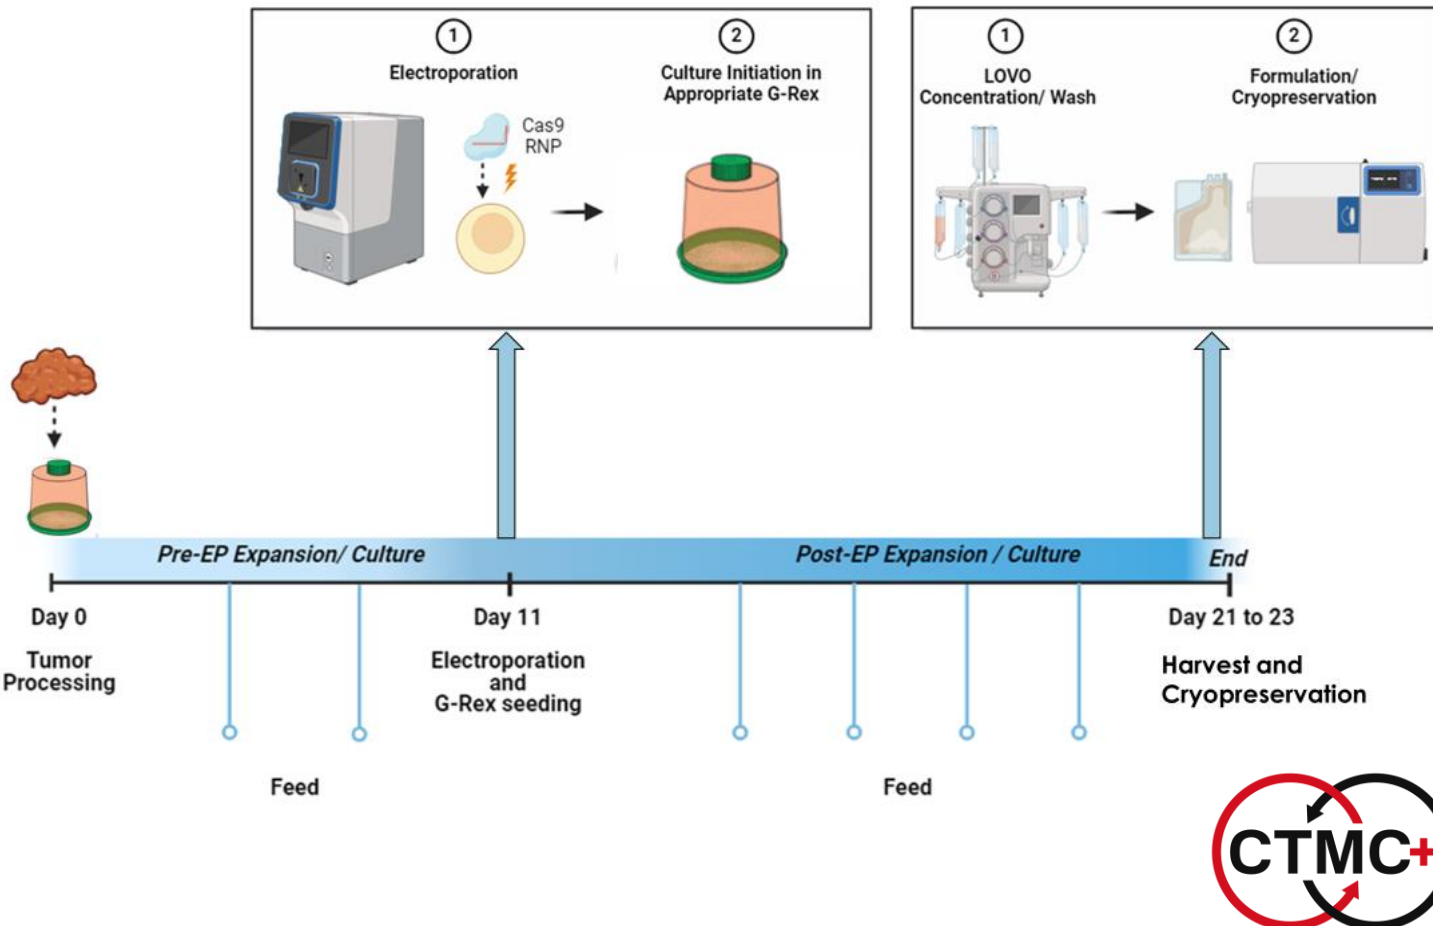 1
Electroporation
Cas9
RNP
2
Culture Initiation in
Appropriate G-Rex
1
LOVO
Concentration/ Wash
2
Formulation/
Cryopreservation
Pre-EP Expansion/ Culture
Post-EP Expansion / Culture
End
Day 0
Tumor
Processing
Day 11
Electroporation
and
G-Rex seeding
Day 21 to 23
Harvest and
Cryopreservation
Feed
Feed
CTMC+